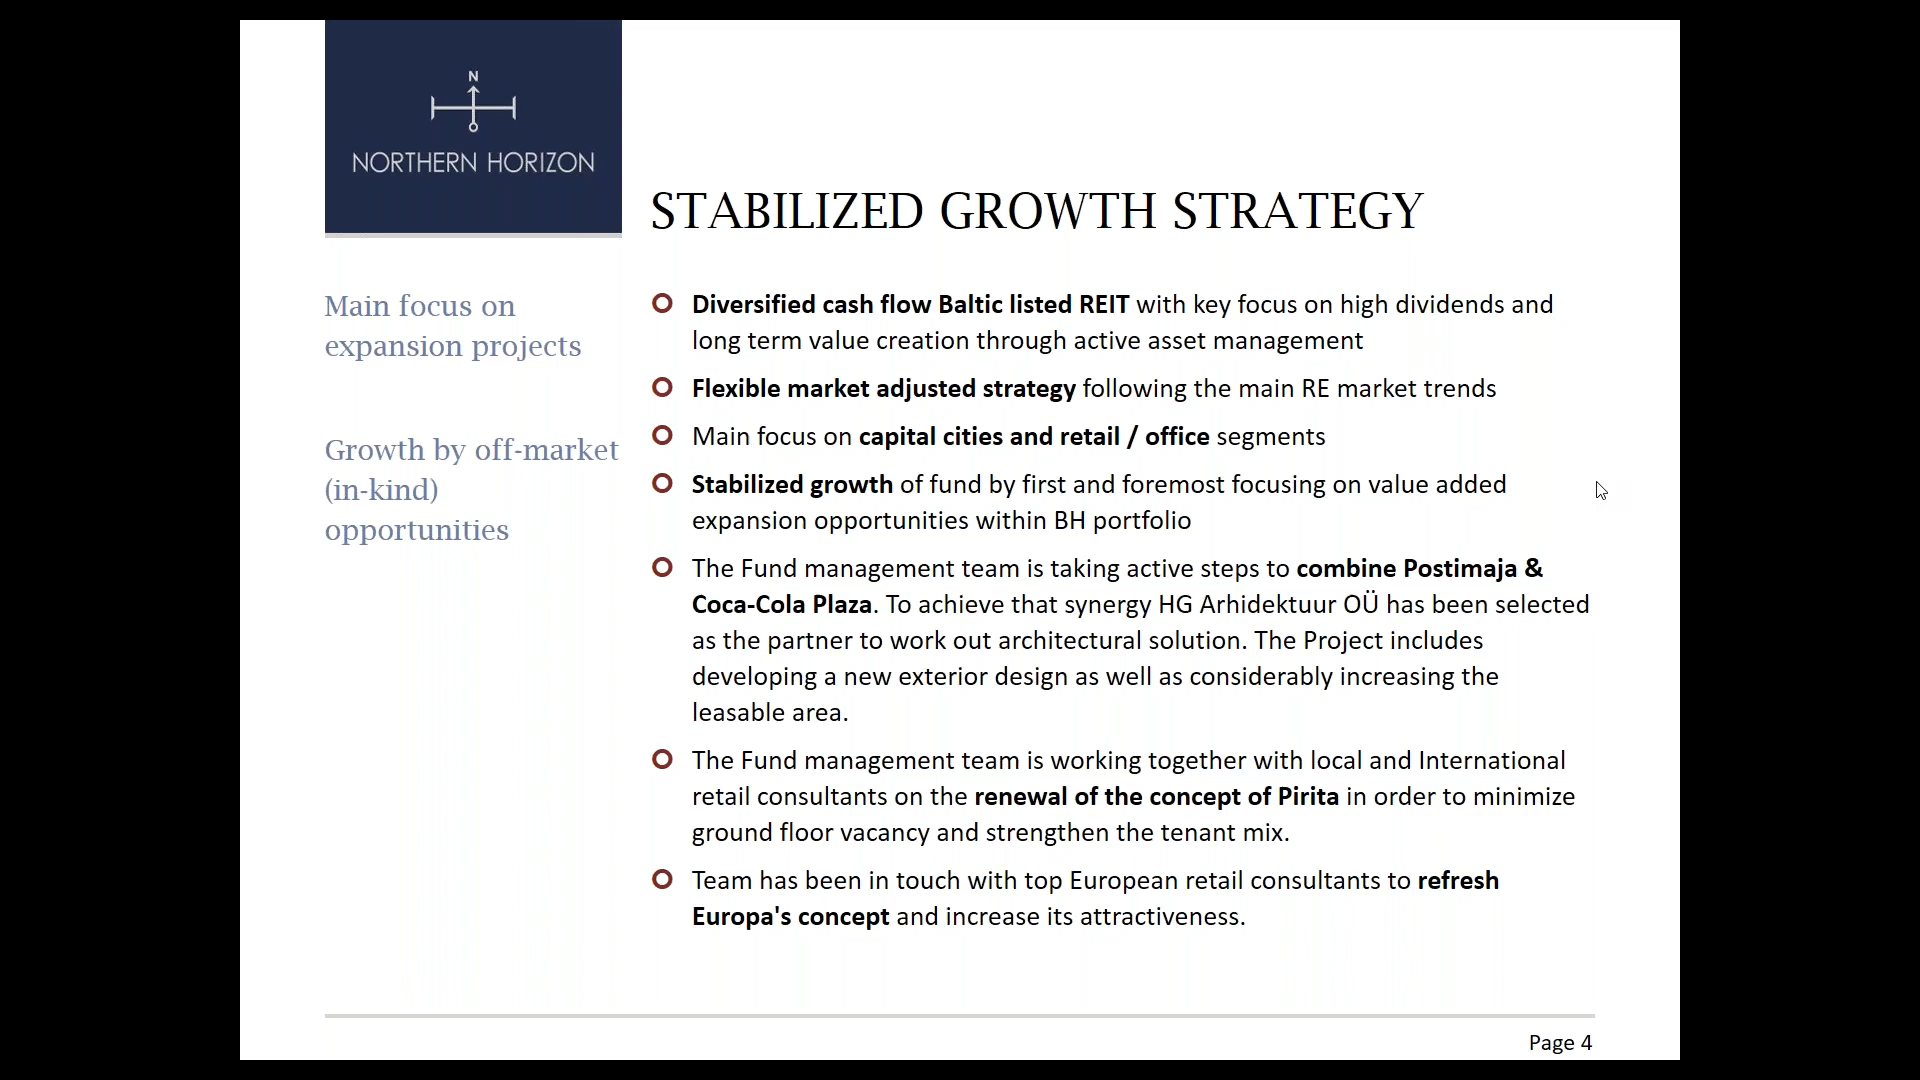 N
NORTHERN HORIZON
STABILIZED GROWTH STRATEGY
Main focus on
expansion projects
Growth by off-market
(in-kind)
opportunities
Diversified cash flow Baltic listed REIT with key focus on high dividends and
long term value creation through active asset management
Flexible market adjusted strategy following the main RE market trends
Main focus on capital cities and retail / office segments
Stabilized growth of fund by first and foremost focusing on value added
expansion opportunities within BH portfolio
The Fund management team is taking active steps to combine Postimaja &
Coca-Cola Plaza. To achieve that synergy HG Arhidektuur OÜ has been selected
as the partner to work out architectural solution. The Project includes
developing a new exterior design as well as considerably increasing the
leasable area.
The Fund management team is working together with local and International
retail consultants on the renewal of the concept of Pirita in order to minimize
ground floor vacancy and strengthen the tenant mix.
Team has been in touch with top European retail consultants to refresh
Europa's concept and increase its attractiveness.
Page 4